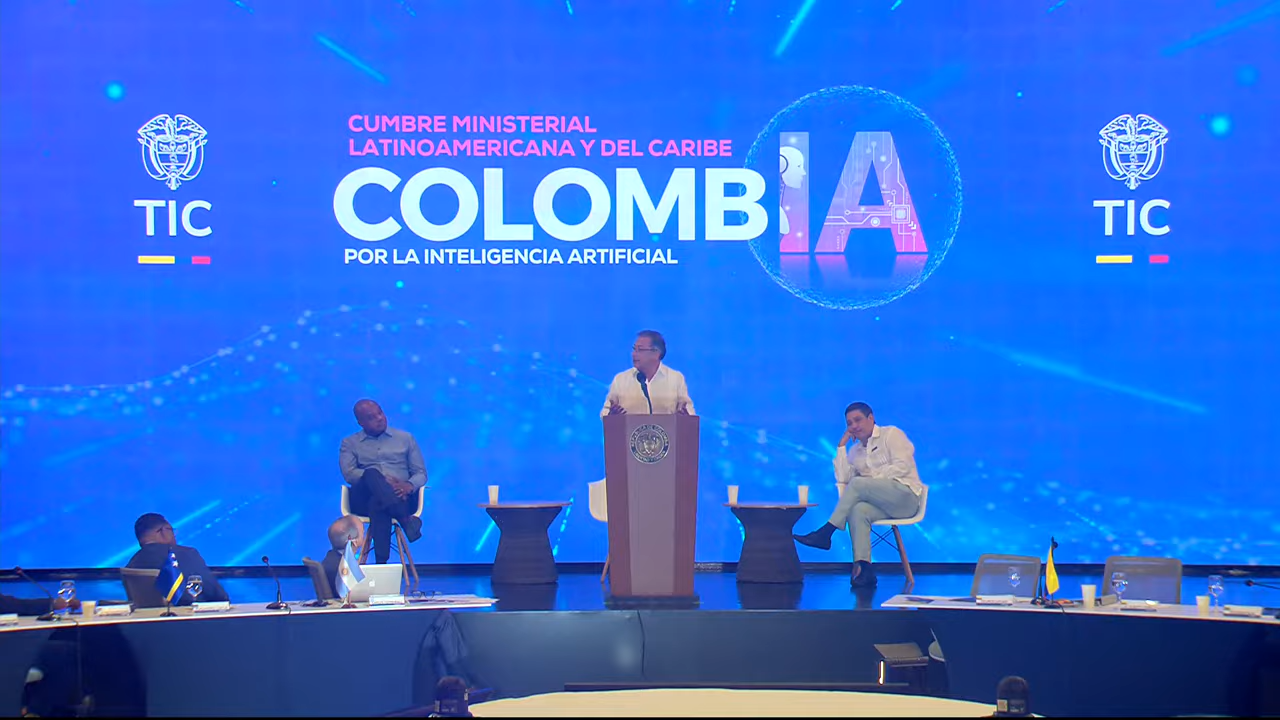 CUMBRE MINISTERIAL
LATINOAMERICANA Y DEL CARIBE
COLOMBIA
POR LA INTELIGENCIA ARTIFICIAL
TIC
TIC